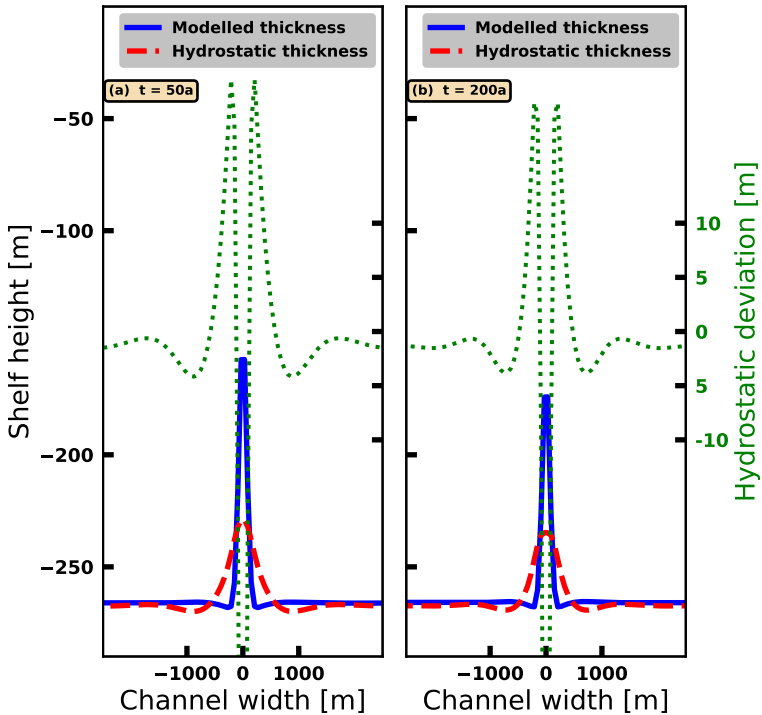 Modelled thickness
Hydrostatic thickness
(a) t = 50a
−50
−100
−200
−250
Shelf height [m]
−1000 0 1000
Channel width [m]
Modelled thickness
Hydrostatic thickness
(b) t = 200a
10
5
0
5
-10
Hydrostatic deviation [m]
−1000 0 1000
Channel width [m]